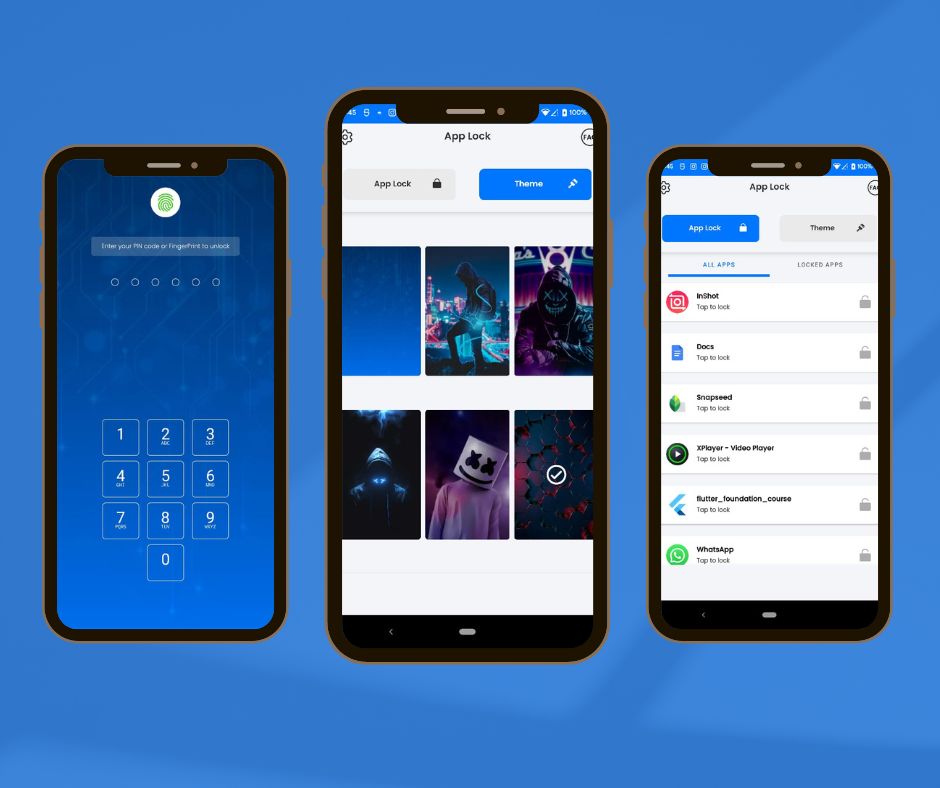 Enter your PIN code or FingerPrint to unlock
1
2
ABC
3
DEF
4
GHI
5
JKL
6
MNO
7
PQRS
8
TUV
9
WXYZ
0
:45
100%
App Lock
FAQ
App Lock
Theme
:45
100%
App Lock
App Lock
Theme
ALL APPS
LOCKED APPS
InShot
Tap to lock
Docs
Tap to lock
Snapseed
Tap to lock
XPlayer - Video Player
Tap to lock
flutter_foundation_course
Tap to lock
WhatsApp
Tap to lock